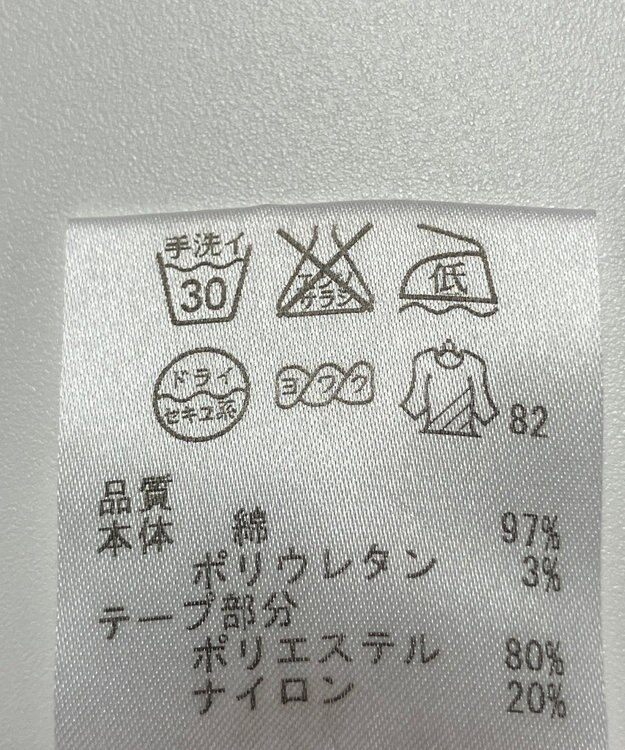 手洗イ
30
エンソ
サラシ
低
ドライ
セキユ系
ヨワク
82
品質
本体 綿 97%
ポリウレタン 3%
テープ部分
ポリエステル 80%
ナイロン 20%